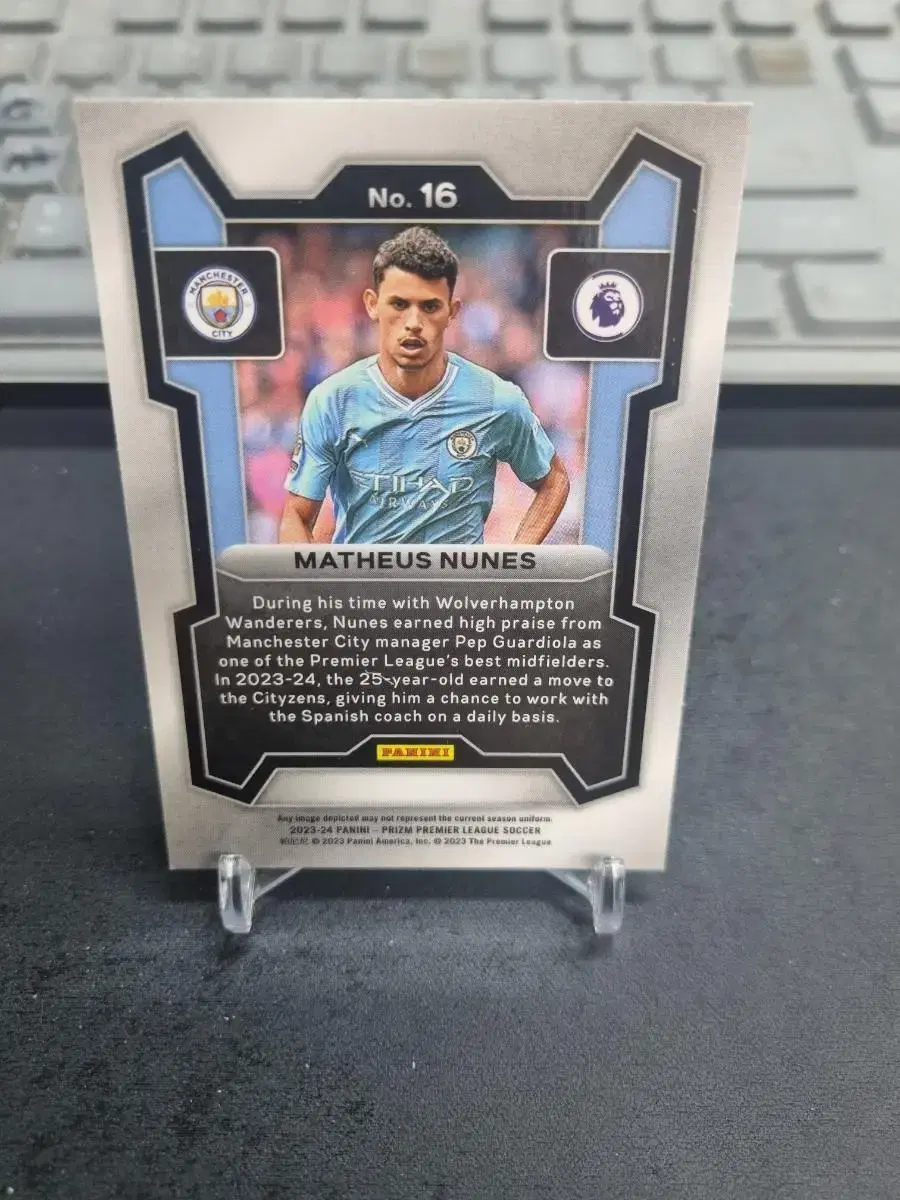 No. 16
MANCHESTER
CITY
ETIHAD
AIRWAYS
MATHEUS NUNES
During his time with Wolverhampton
Wanderers, Nunes earned high praise from
Manchester City manager Pep Guardiola as
one of the Premier League's best midfielders.
In 2023-24, the 25-year-old earned a move to
the Cityzens, giving him a chance to work with
the Spanish coach on a daily basis.
PANINI
Any image depicted may not represent the current season uniform.
2023-24 PANINI – PRIZM PREMIER LEAGUE SOCCER
© 2023 Panini America, Inc. © 2023 The Premier League